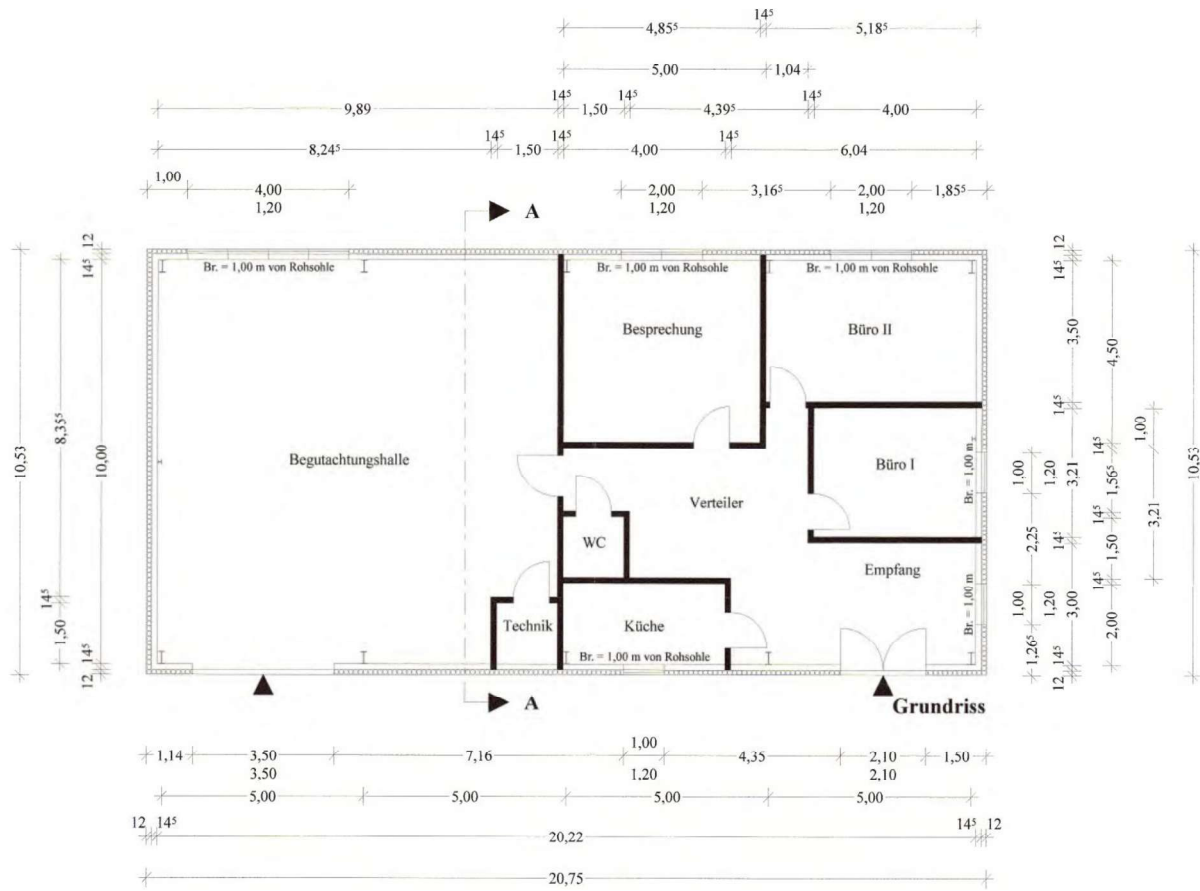 14⁵
4,85⁵ 5,18⁵
5,00 1,04
14⁵ 14⁵ 14⁵
9,89 1,50 4,39⁵ 4,00
14⁵ 14⁵ 14⁵
8,24⁵ 1,50 4,00 6,04
1,00 4,00 2,00 3,16⁵ 2,00 1,85⁵
1,20 1,20 1,20
A
12 12
14⁵ 14⁵
Br. = 1,00 m von Rohsohle Br. = 1,00 m von Rohsohle Br. = 1,00 m von Rohsohle
Besprechung Büro II
3,50
4,50
8,35⁵
10,53 10,00
14⁵ 1,00
Begutachtungshalle Büro I
Br. = 1,00 m
1,00 1,20 3,21 14⁵ 1,56⁵ 10,53
Verteiler
14⁵ 3,21
WC
2,25 14⁵ 1,50
Empfang
14⁵
14⁵
Br. = 1,00 m
1,00 1,20 3,00 2,00
1,50
Technik Küche
Br. = 1,00 m von Rohsohle
1,26⁵
14⁵ 14⁵
12 12
A
Grundriss
1,14 3,50 7,16 1,00 4,35 2,10 1,50
3,50 1,20 2,10
5,00 5,00 5,00 5,00
12 14⁵ 20,22 14⁵ 12
20,75